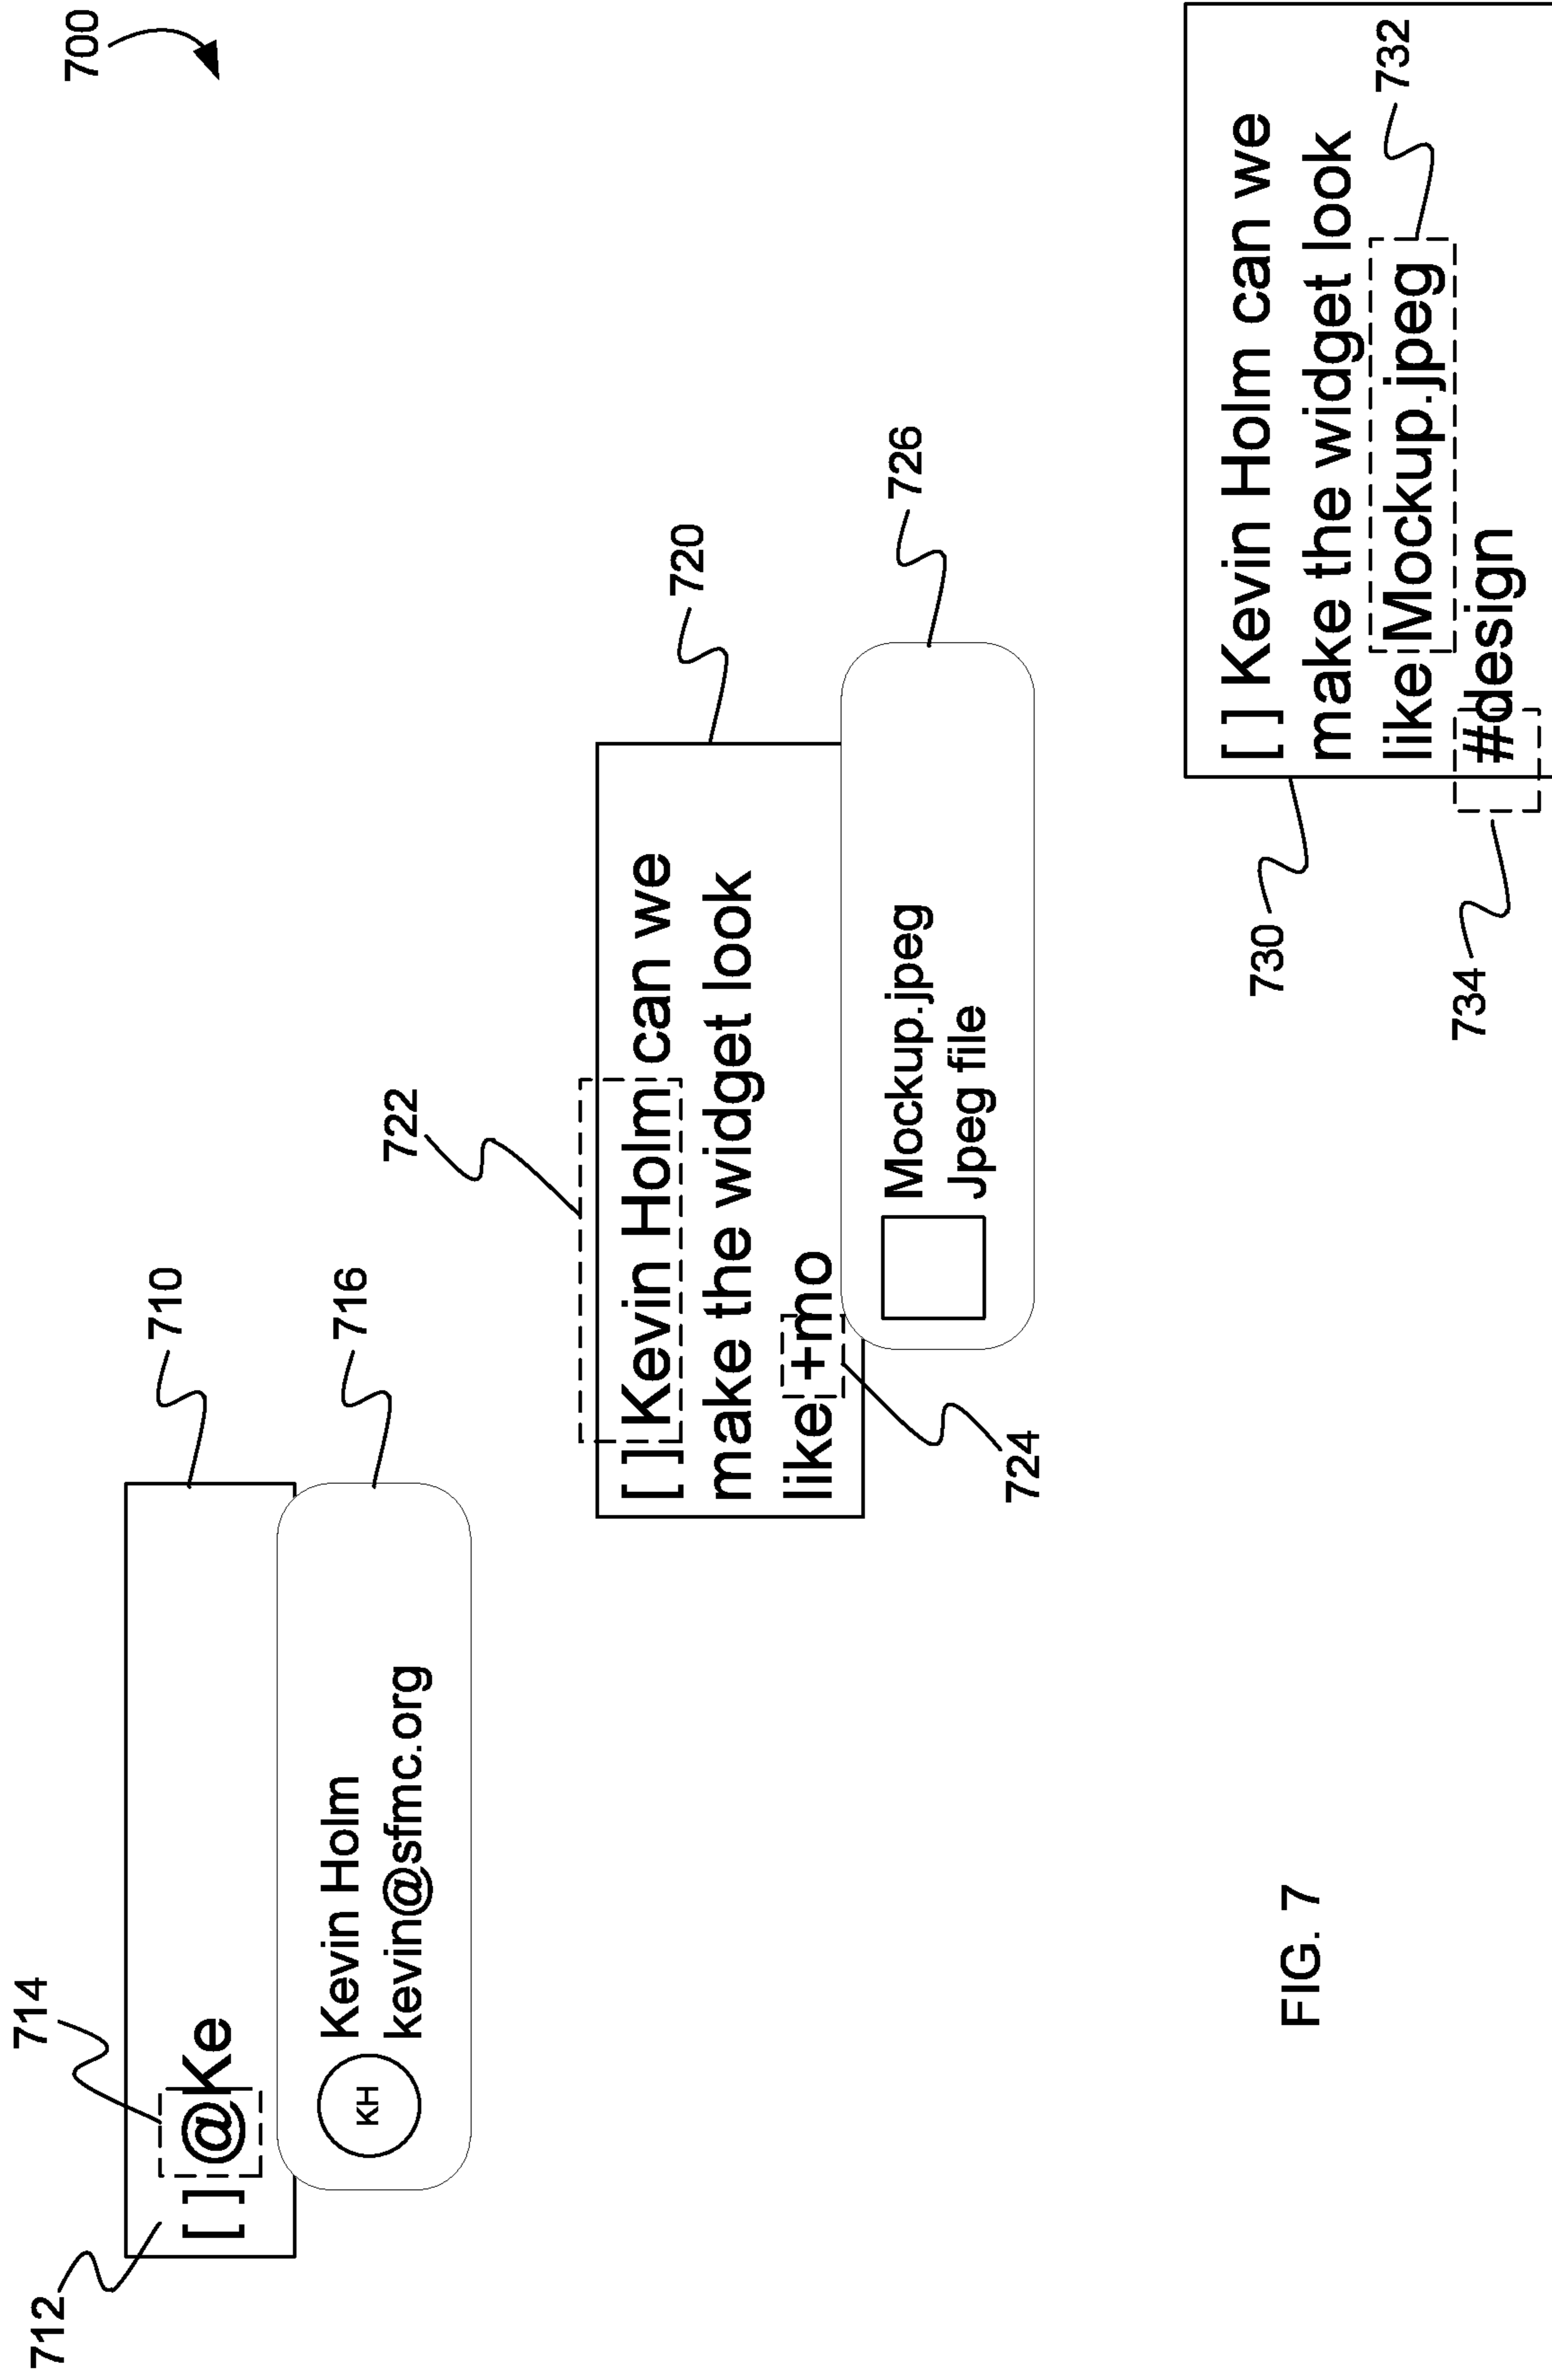 700
714
712
[ ] @Ke
710
KH
Kevin Holm
kevin@sfmc.org
716
722
[ ] Kevin Holm can we
make the widget look
like +mo
720
724
Mockup.jpeg
Jpeg file
726
730
[ ] Kevin Holm can we
make the widget look
like Mockup.jpeg
#design
732
734
FIG. 7